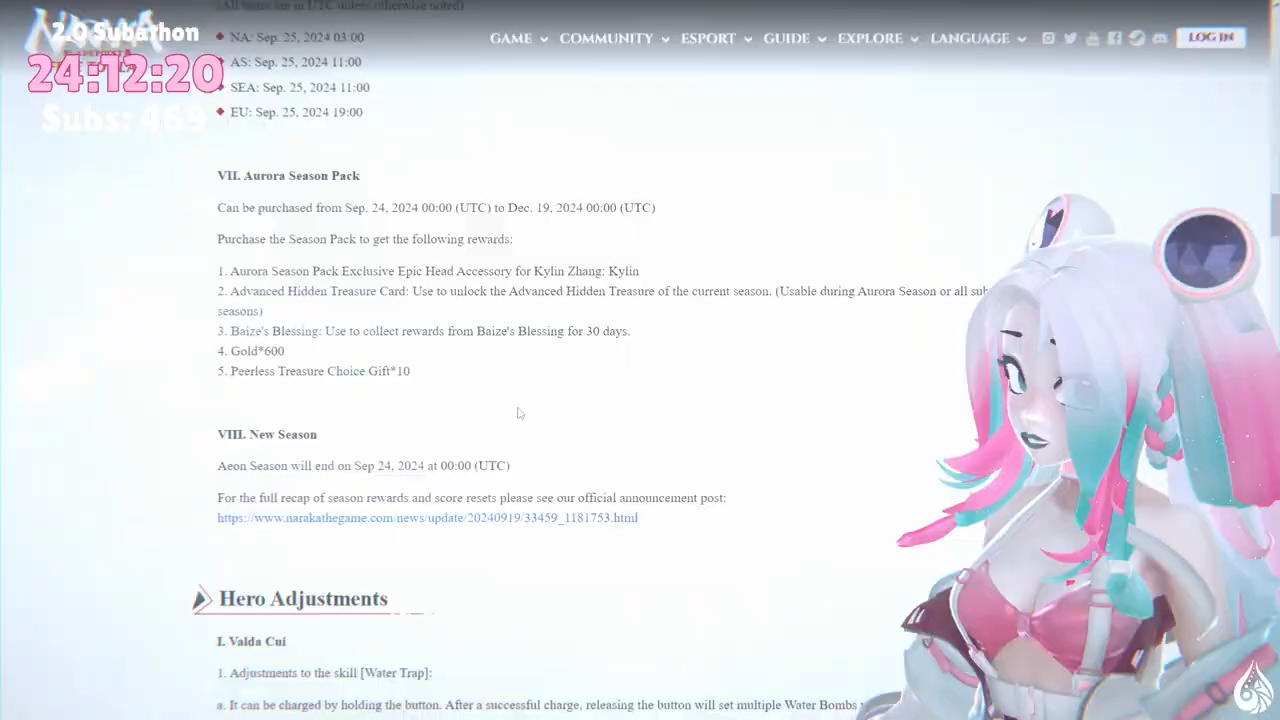 (All times are in UTC unless otherwise noted)
2.0 Subathon
NA: Sep. 25, 2024 03:00
GAME COMMUNITY ESPORT GUIDE EXPLORE LANGUAGE LOG IN
24:12:20
AS: Sep. 25, 2024 11:00
SEA: Sep. 25, 2024 11:00
Subs: 469
EU: Sep. 25, 2024 19:00
VII. Aurora Season Pack
Can be purchased from Sep. 24, 2024 00:00 (UTC) to Dec. 19, 2024 00:00 (UTC)
Purchase the Season Pack to get the following rewards:
1. Aurora Season Pack Exclusive Epic Head Accessory for Kylin Zhang: Kylin
2. Advanced Hidden Treasure Card: Use to unlock the Advanced Hidden Treasure of the current season. (Usable during Aurora Season or all sub
seasons)
3. Baize's Blessing: Use to collect rewards from Baize's Blessing for 30 days.
4. Gold*600
5. Peerless Treasure Choice Gift*10
VIII. New Season
Aeon Season will end on Sep 24, 2024 at 00:00 (UTC)
For the full recap of season rewards and score resets please see our official announcement post:
https://www.narakathegame.com/news/update/20240919/33459_1181753.html
Hero Adjustments
I. Valda Cui
1. Adjustments to the skill [Water Trap]:
a. It can be charged by holding the button. After a successful charge, releasing the button will set multiple Water Bombs